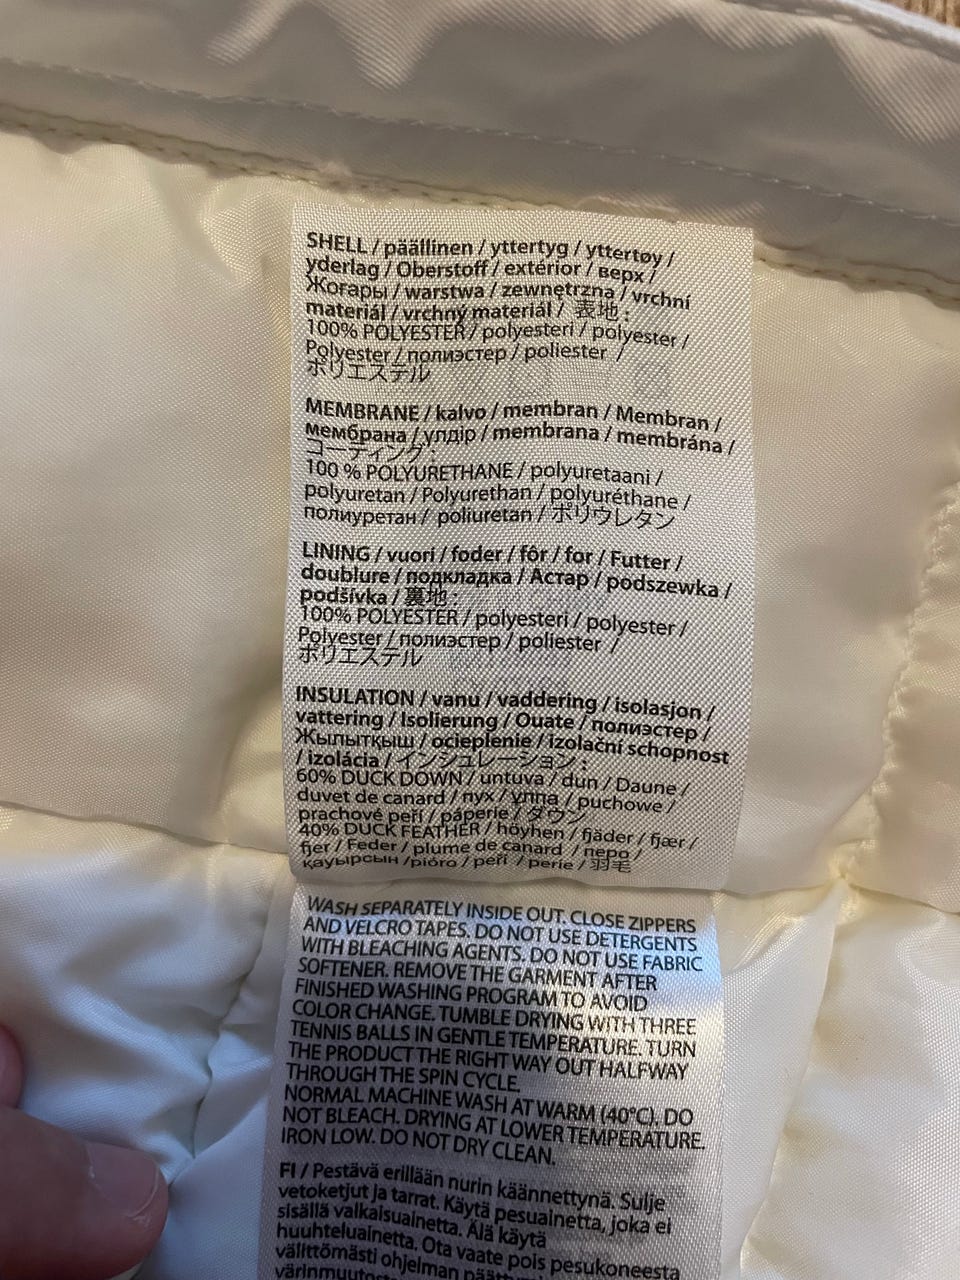 SHELL / päällinen / yttertyg / yttertøy /
yderlag / Oberstoff / extérior / верх /
Жоғары / warstwa / zewnętrzna / vrchní
materiál / vrchný materiál / 表地 :
100% POLYESTER / polyesteri / polyester /
Polyester / полиэстер / poliester /
ポリエステル
MEMBRANE / kalvo / membran / Membran /
мембрана / үлдір / membrana / membrána /
コーティング :
100 % POLYURETHANE / polyuretaani /
polyuretan / Polyurethan / polyuréthane /
полиуретан / poliuretan / ポリウレタン
LINING / vuori / foder / fôr / for / Futter /
doublure / подкладка / Астар / podszewka /
podšívka / 裏地 :
100% POLYESTER / polyesteri / polyester /
Polyester / полиэстер / poliester /
ポリエステル
INSULATION / vanu / vaddering / isolasjon /
vattering / Isolierung / Ouate / полиэстер /
Жылытқыш / ocieplenie / izolační schopnost
/ izolácia / インシュレーション :
60% DUCK DOWN / untuva / dun / Daune /
duvet de canard / пух / ұлпа / puchowe /
prachové peří / páperie / ダウン
40% DUCK FEATHER / höyhen / fjäder / fjær /
fjer / Feder / plume de canard / перо /
қауырсын / pióro / peří / perie / 羽毛
WASH SEPARATELY INSIDE OUT. CLOSE ZIPPERS
AND VELCRO TAPES. DO NOT USE DETERGENTS
WITH BLEACHING AGENTS. DO NOT USE FABRIC
SOFTENER. REMOVE THE GARMENT AFTER
FINISHED WASHING PROGRAM TO AVOID
COLOR CHANGE. TUMBLE DRYING WITH THREE
TENNIS BALLS IN GENTLE TEMPERATURE. TURN
THE PRODUCT THE RIGHT WAY OUT HALFWAY
THROUGH THE SPIN CYCLE.
NORMAL MACHINE WASH AT WARM (40°C). DO
NOT BLEACH. DRYING AT LOWER TEMPERATURE.
IRON LOW. DO NOT DRY CLEAN.
FI / Pestävä erillään nurin käännettynä. Sulje
vetoketjut ja tarrat. Käytä pesuainetta, joka ei
sisällä valkaisuainetta. Älä käytä
huuhteluainetta. Ota vaate pois pesukoneesta
välittömästi ohjelman